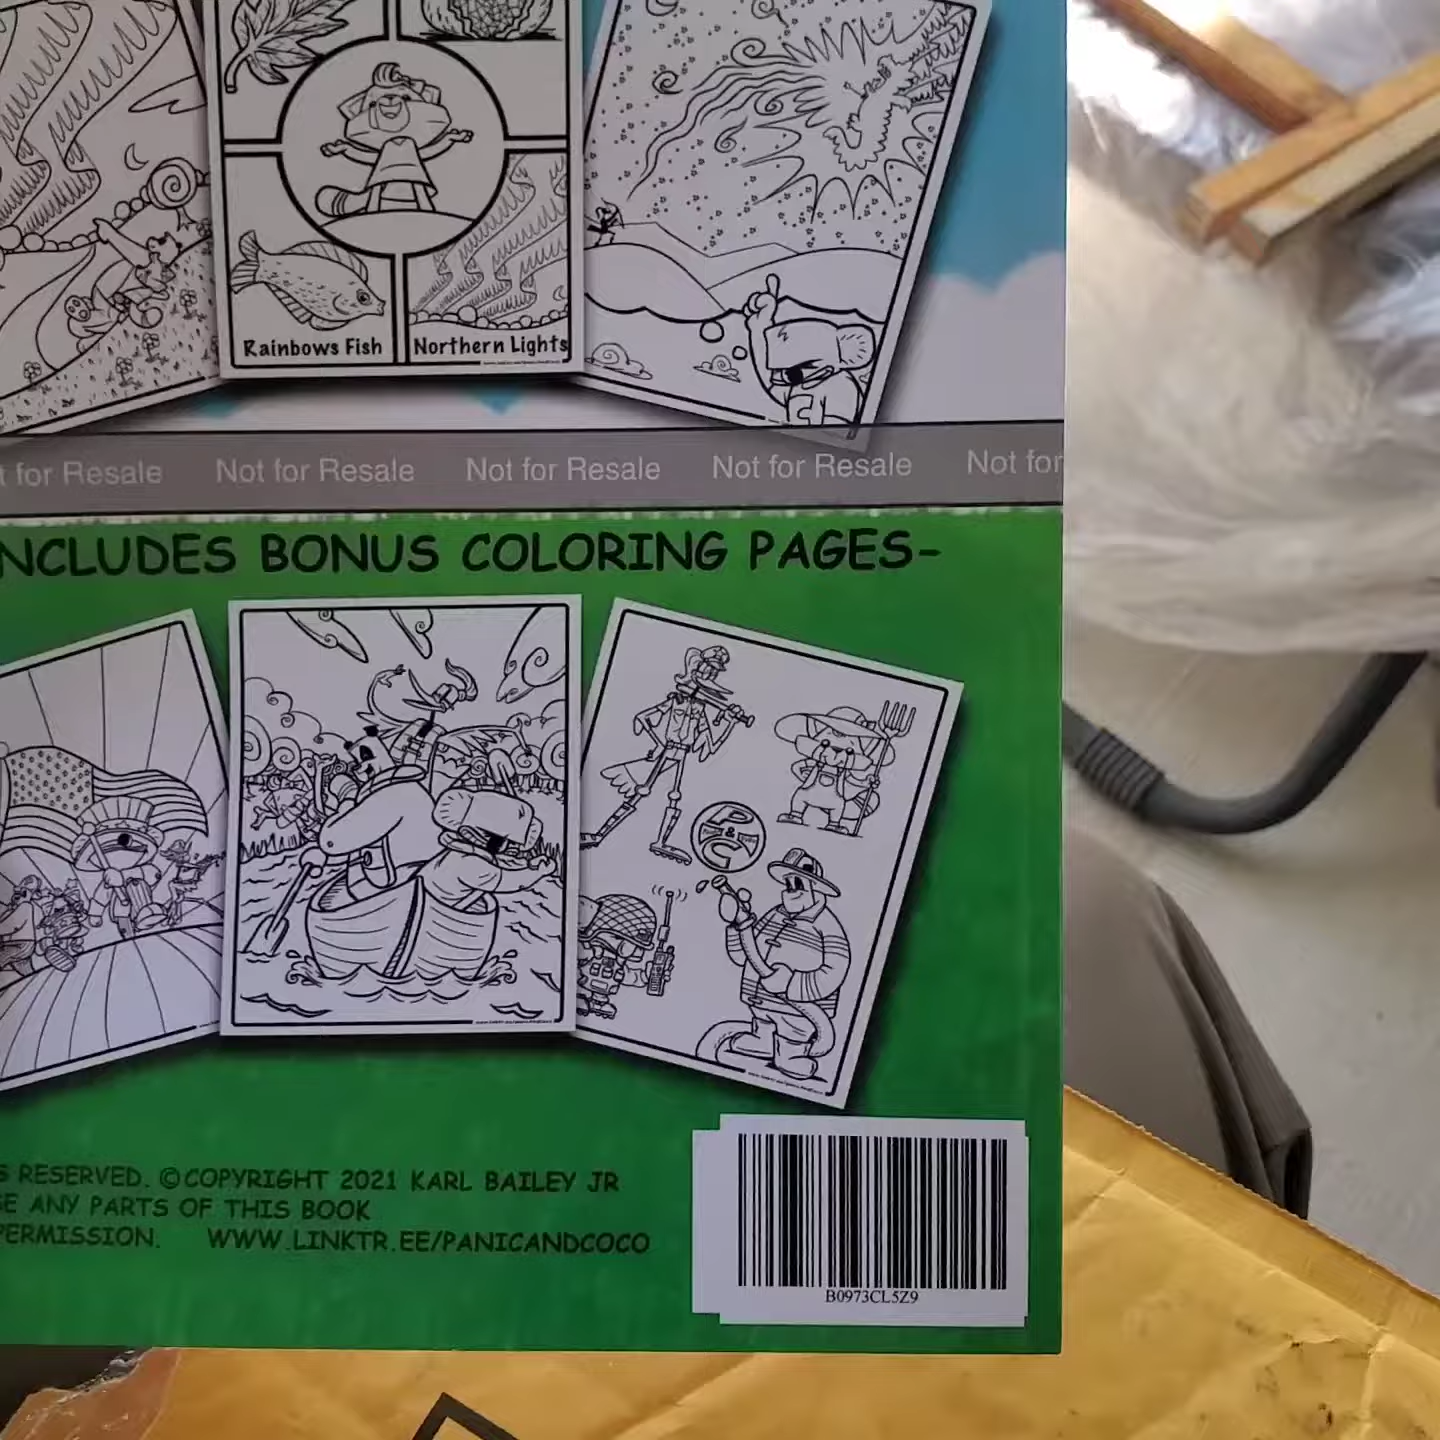 Rainbows Fish
Northern Lights
t for Resale Not for Resale Not for Resale Not for Resale Not for
NCLUDES BONUS COLORING PAGES-
P & C
S RESERVED. ©COPYRIGHT 2021 KARL BAILEY JR
SE ANY PARTS OF THIS BOOK
PERMISSION. WWW.LINKTR.EE/PANICANDCOCO
B0973CL5Z9